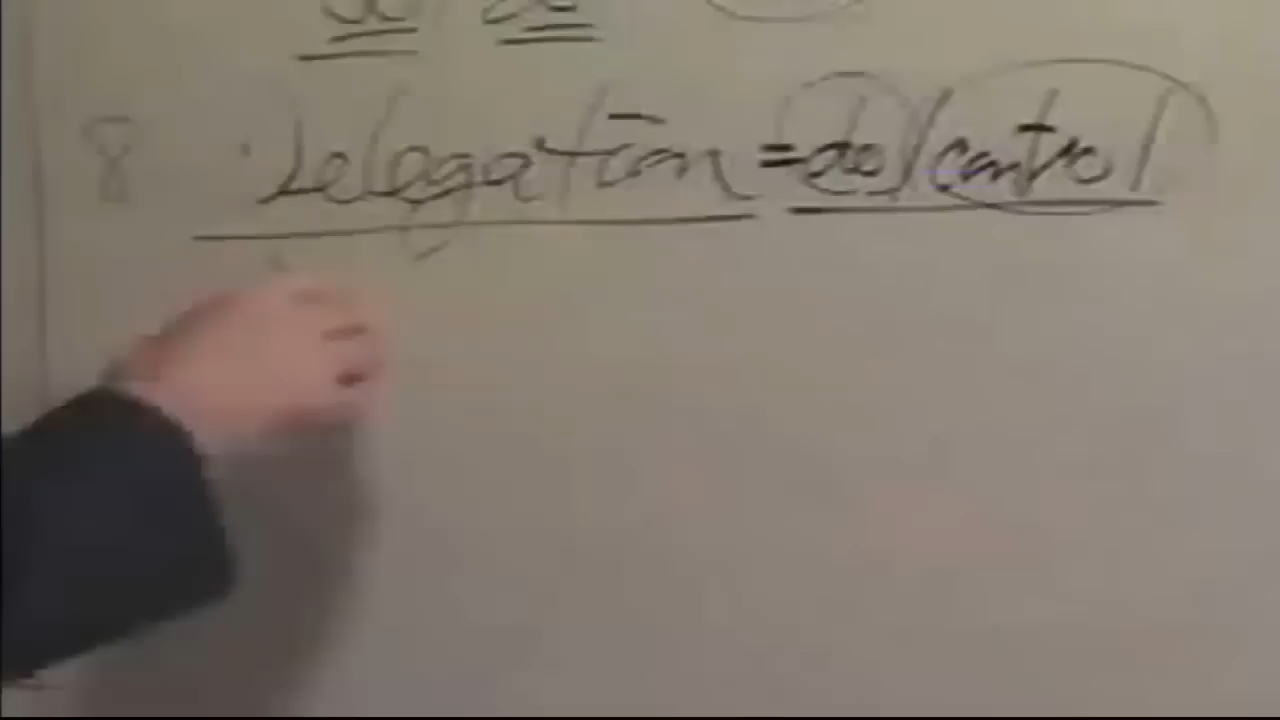 8 Delegation = do/control